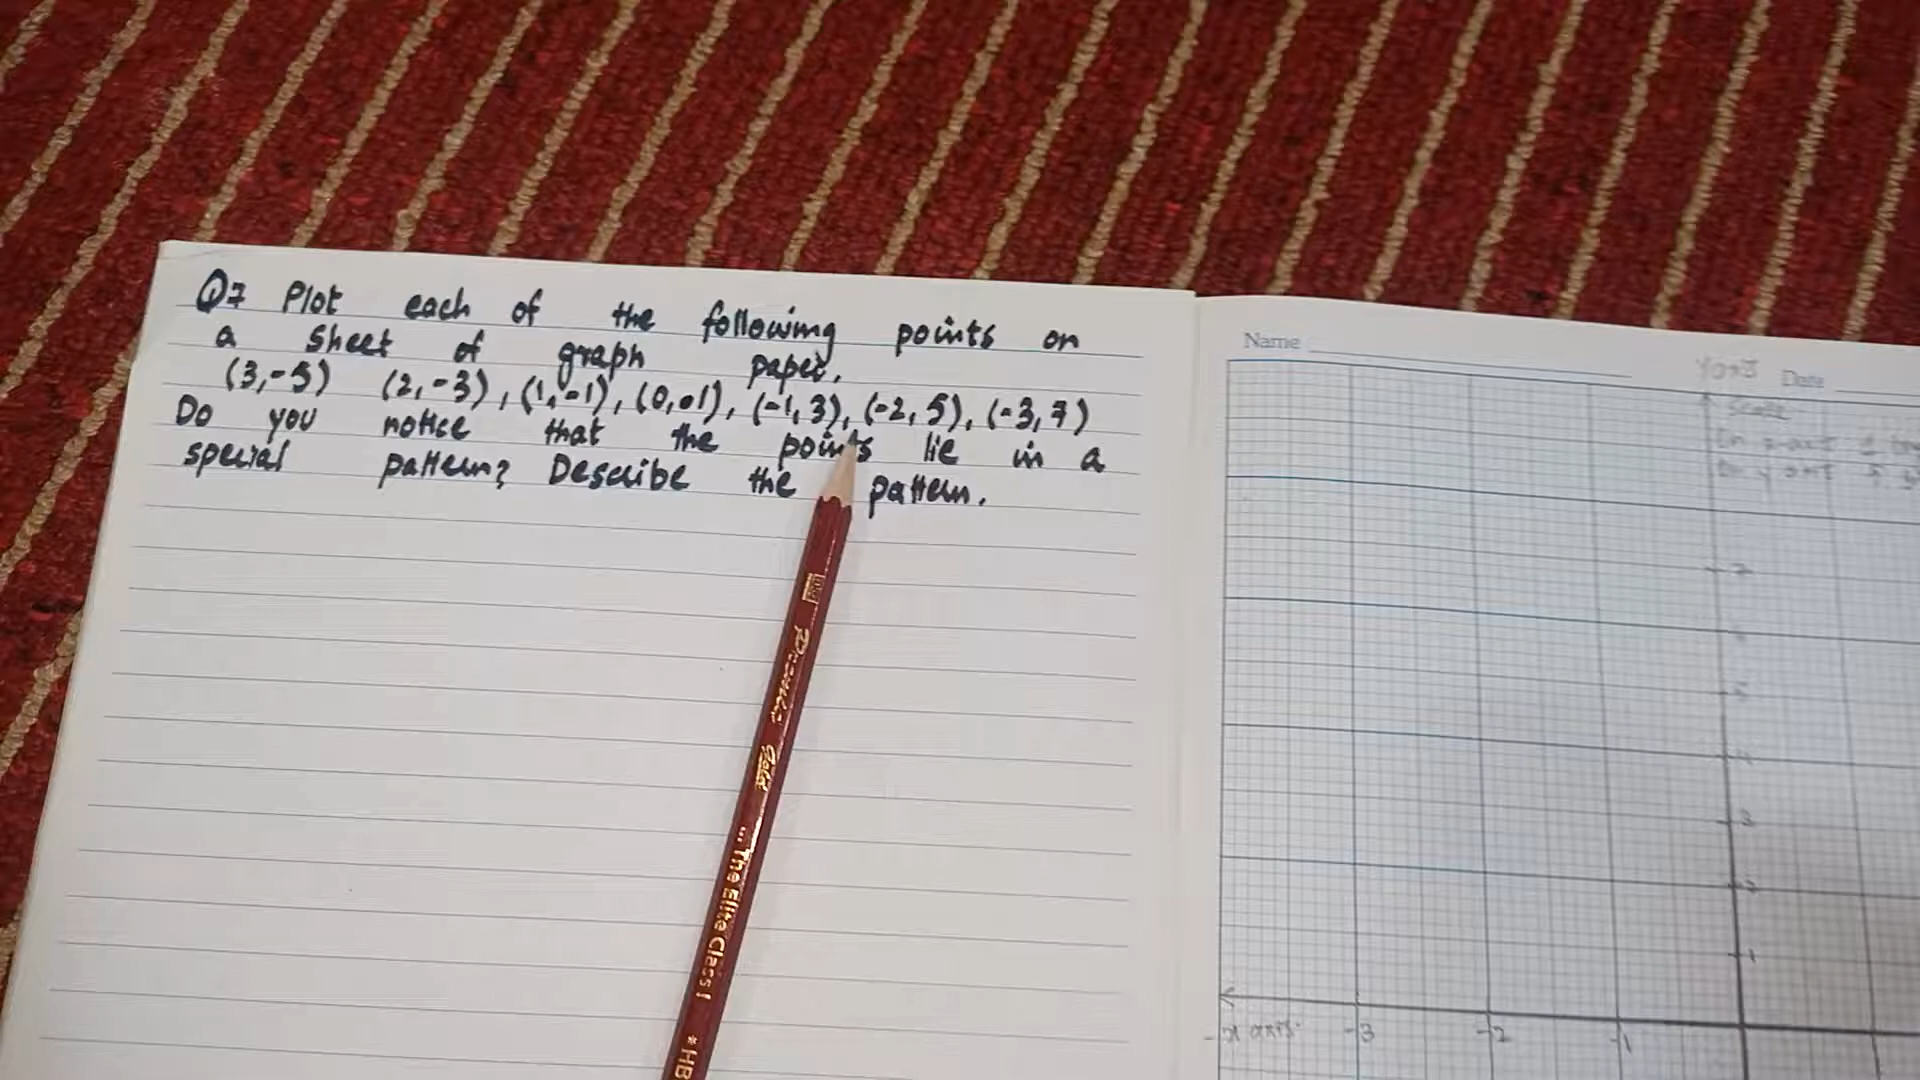 Q7 Plot each of the following points on
a sheet of graph paper.
(3,-5) (2,-3), (1,-1), (0,1), (-1,3), (-2,5), (-3,7)
Do you notice that the points lie in a
special pattern? Describe the pattern.
... The Elite Class! *HB
Name
Date
Scale
7
5
4
3
2
1
-x axis -3 -2 -1